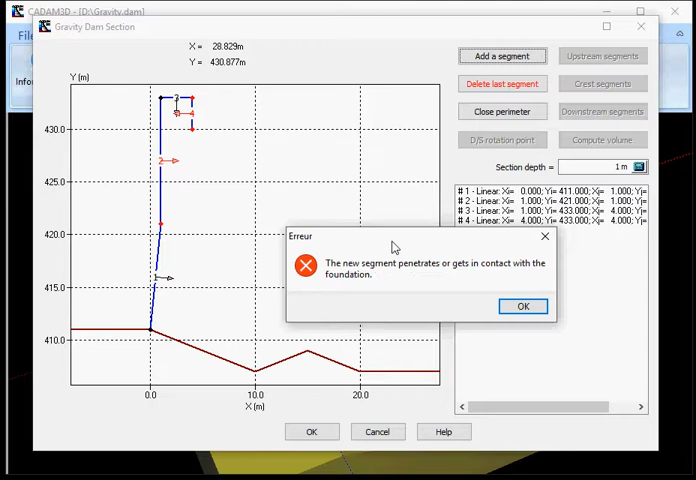 CADAM3D - [D:\Gravity.dam]
Gravity Dam Section
X = 28.829m
Y = 430.877m
Add a segment
Upstream segments
Delete last segment
Crest segments
Close perimeter
Downstream segments
D/S rotation point
Compute volume
Section depth = 1 m
# 1 - Linear: Xi= 0.000; Yi= 411.000; Xj= 1.000; Yj=
# 2 - Linear: Xi= 1.000; Yi= 421.000; Xj= 1.000; Yj=
# 3 - Linear: Xi= 1.000; Yi= 433.000; Xj= 4.000; Yj=
# 4 - Linear: Xi= 4.000; Yi= 433.000; Xj= 4.000; Yj=
Y (m)
430.0
425.0
420.0
415.0
410.0
3
4
2
1
0.0
10.0
20.0
X (m)
Erreur
The new segment penetrates or gets in contact with the
foundation.
OK
OK
Cancel
Help